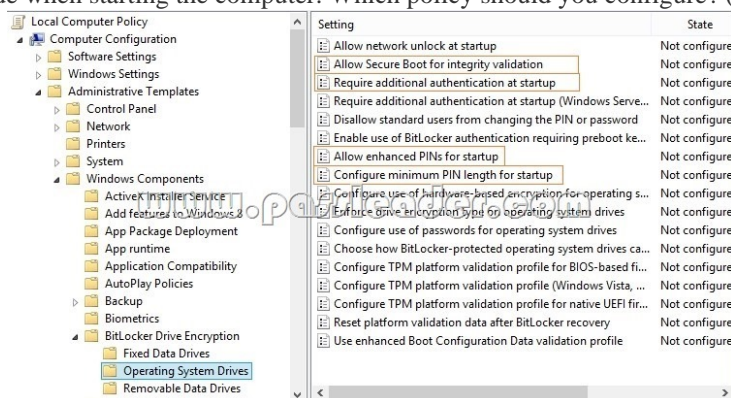 de when starting the computer. Which policy should you configure? (
Local Computer Policy
Computer Configuration
Software Settings
Windows Settings
Administrative Templates
Control Panel
Network
Printers
System
Windows Components
ActiveX Installer Service
Add features to Windows 8
App Package Deployment
App runtime
Application Compatibility
AutoPlay Policies
Backup
Biometrics
BitLocker Drive Encryption
Fixed Data Drives
Operating System Drives
Removable Data Drives
Setting State
Allow network unlock at startup Not configure
Allow Secure Boot for integrity validation Not configure
Require additional authentication at startup Not configure
Require additional authentication at startup (Windows Serve... Not configure
Disallow standard users from changing the PIN or password Not configure
Enable use of BitLocker authentication requiring preboot ke... Not configure
Allow enhanced PINs for startup Not configure
Configure minimum PIN length for startup Not configure
Configure use of hardware-based encryption for operating s... Not configure
Enforce drive encryption type on operating system drives Not configure
Configure use of passwords for operating system drives Not configure
Choose how BitLocker-protected operating system drives ca... Not configure
Configure TPM platform validation profile for BIOS-based fi... Not configure
Configure TPM platform validation profile (Windows Vista, ... Not configure
Configure TPM platform validation profile for native UEFI fir... Not configure
Reset platform validation data after BitLocker recovery Not configure
Use enhanced Boot Configuration Data validation profile Not configure
www.passleader.com